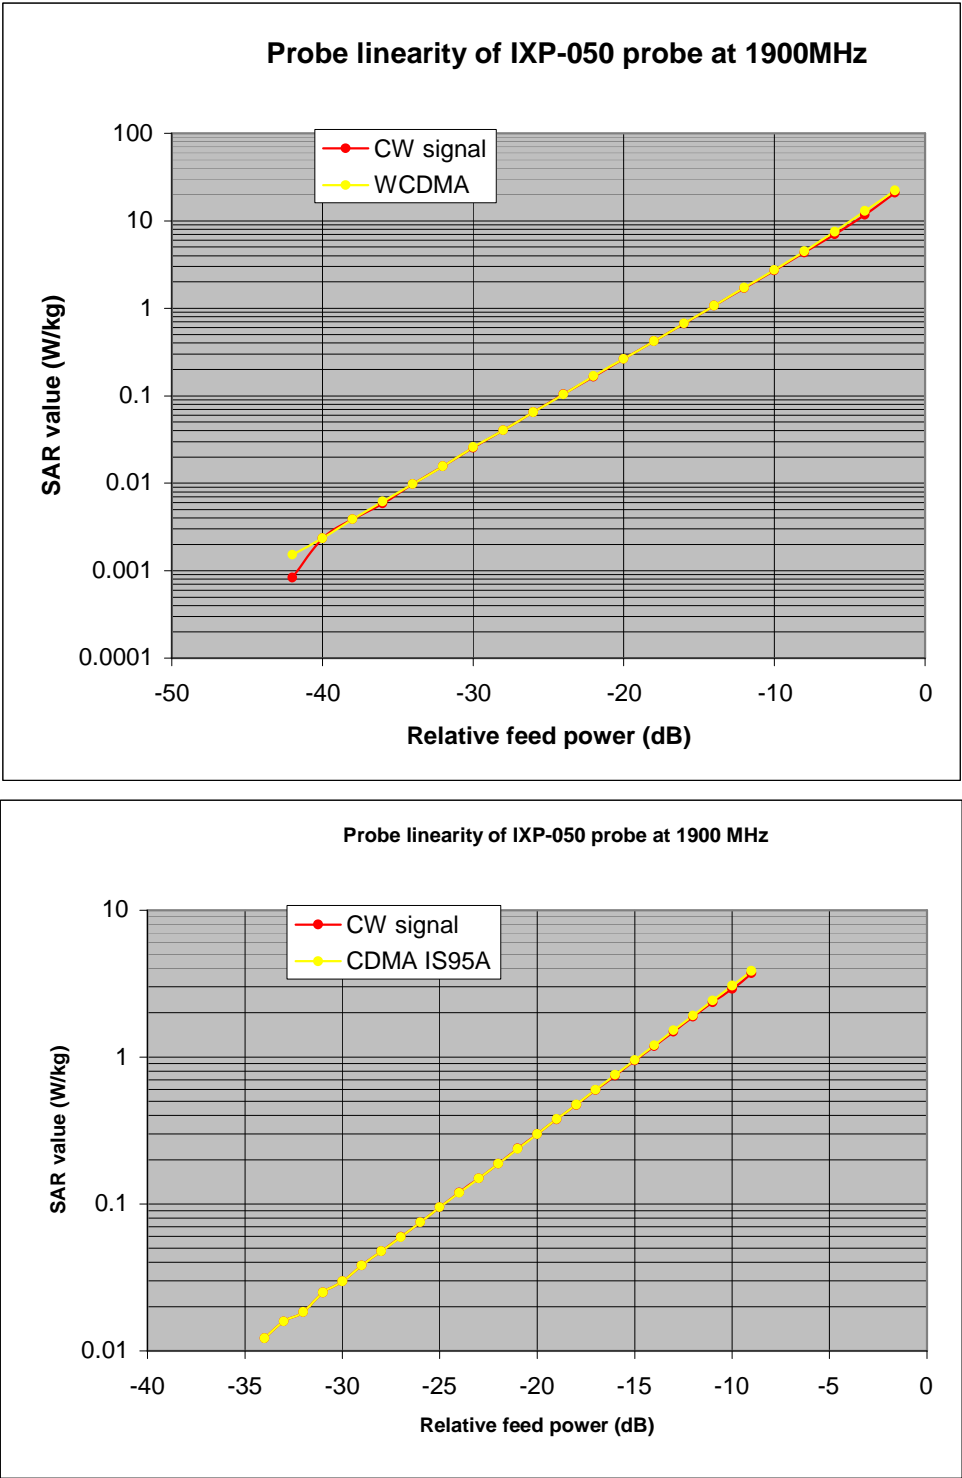 Probe linearity of IXP-050 probe at 1900MHz
CW signal
WCDMA
100
10
1
0.1
0.01
0.001
0.0001
SAR value (W/kg)
-50 -40 -30 -20 -10 0
Relative feed power (dB)
Probe linearity of IXP-050 probe at 1900 MHz
CW signal
CDMA IS95A
10
1
0.1
0.01
SAR value (W/kg)
-40 -35 -30 -25 -20 -15 -10 -5 0
Relative feed power (dB)